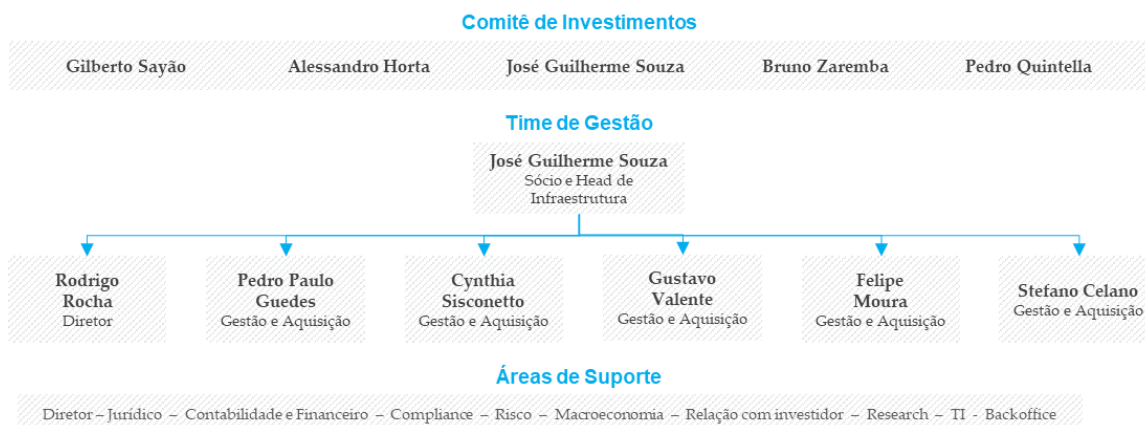 Comitê de Investimentos
Gilberto Sayão Alessandro Horta José Guilherme Souza Bruno Zaremba Pedro Quintella
Time de Gestão
José Guilherme Souza
Sócio e Head de
Infraestrutura
Rodrigo
Rocha
Diretor
Pedro Paulo
Guedes
Gestão e Aquisição
Cynthia
Sisconetto
Gestão e Aquisição
Gustavo
Valente
Gestão e Aquisição
Felipe
Moura
Gestão e Aquisição
Stefano Celano
Gestão e Aquisição
Áreas de Suporte
Diretor – Jurídico – Contabilidade e Financeiro – Compliance – Risco – Macroeconomia – Relação com investidor – Research – TI - Backoffice